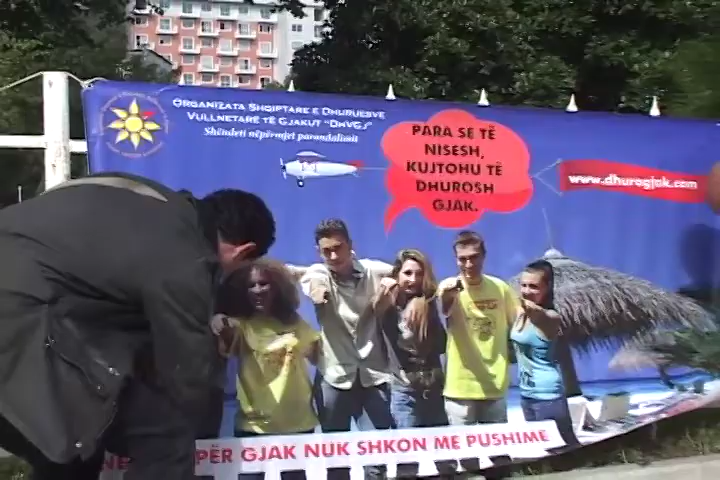 ORGANIZATA SHQIPTARE E DHURUESVE
VULLNETARË TË GJAKUT "DHVGJ"
Shëndeti nëpërmjet parandalimit
PARA SE TË
NISESH,
KUJTOHU TË
DHUROSH
GJAK.
www.dhurogjak.com
PËR GJAK NUK SHKON ME PUSHIME